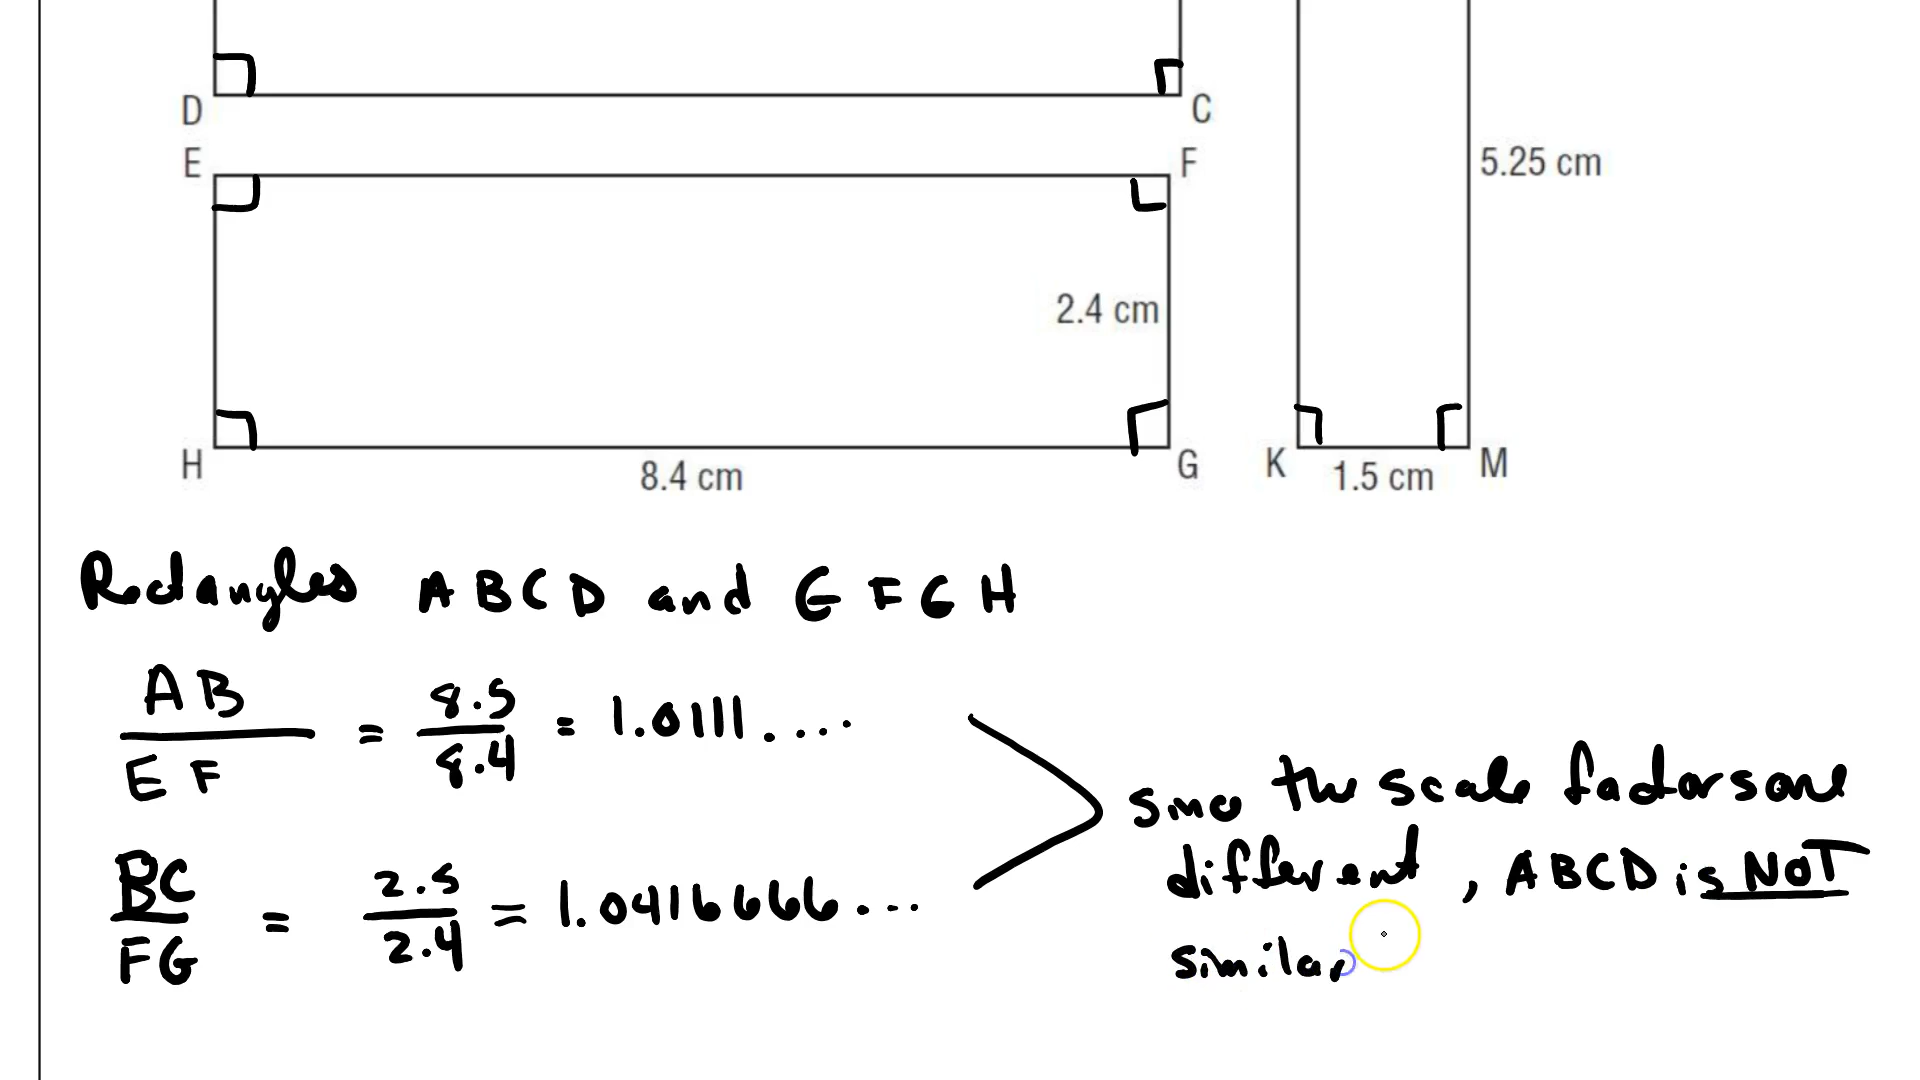 D C
E F
5.25 cm
2.4 cm
H G K M
8.4 cm 1.5 cm
Rectangles ABCD and EFGH
AB
EF
= 8.5
8.4
= 1.0111....
BC
FG
= 2.5
2.4
= 1.0416666...
since the scale factors are
different, ABCD is NOT
similar